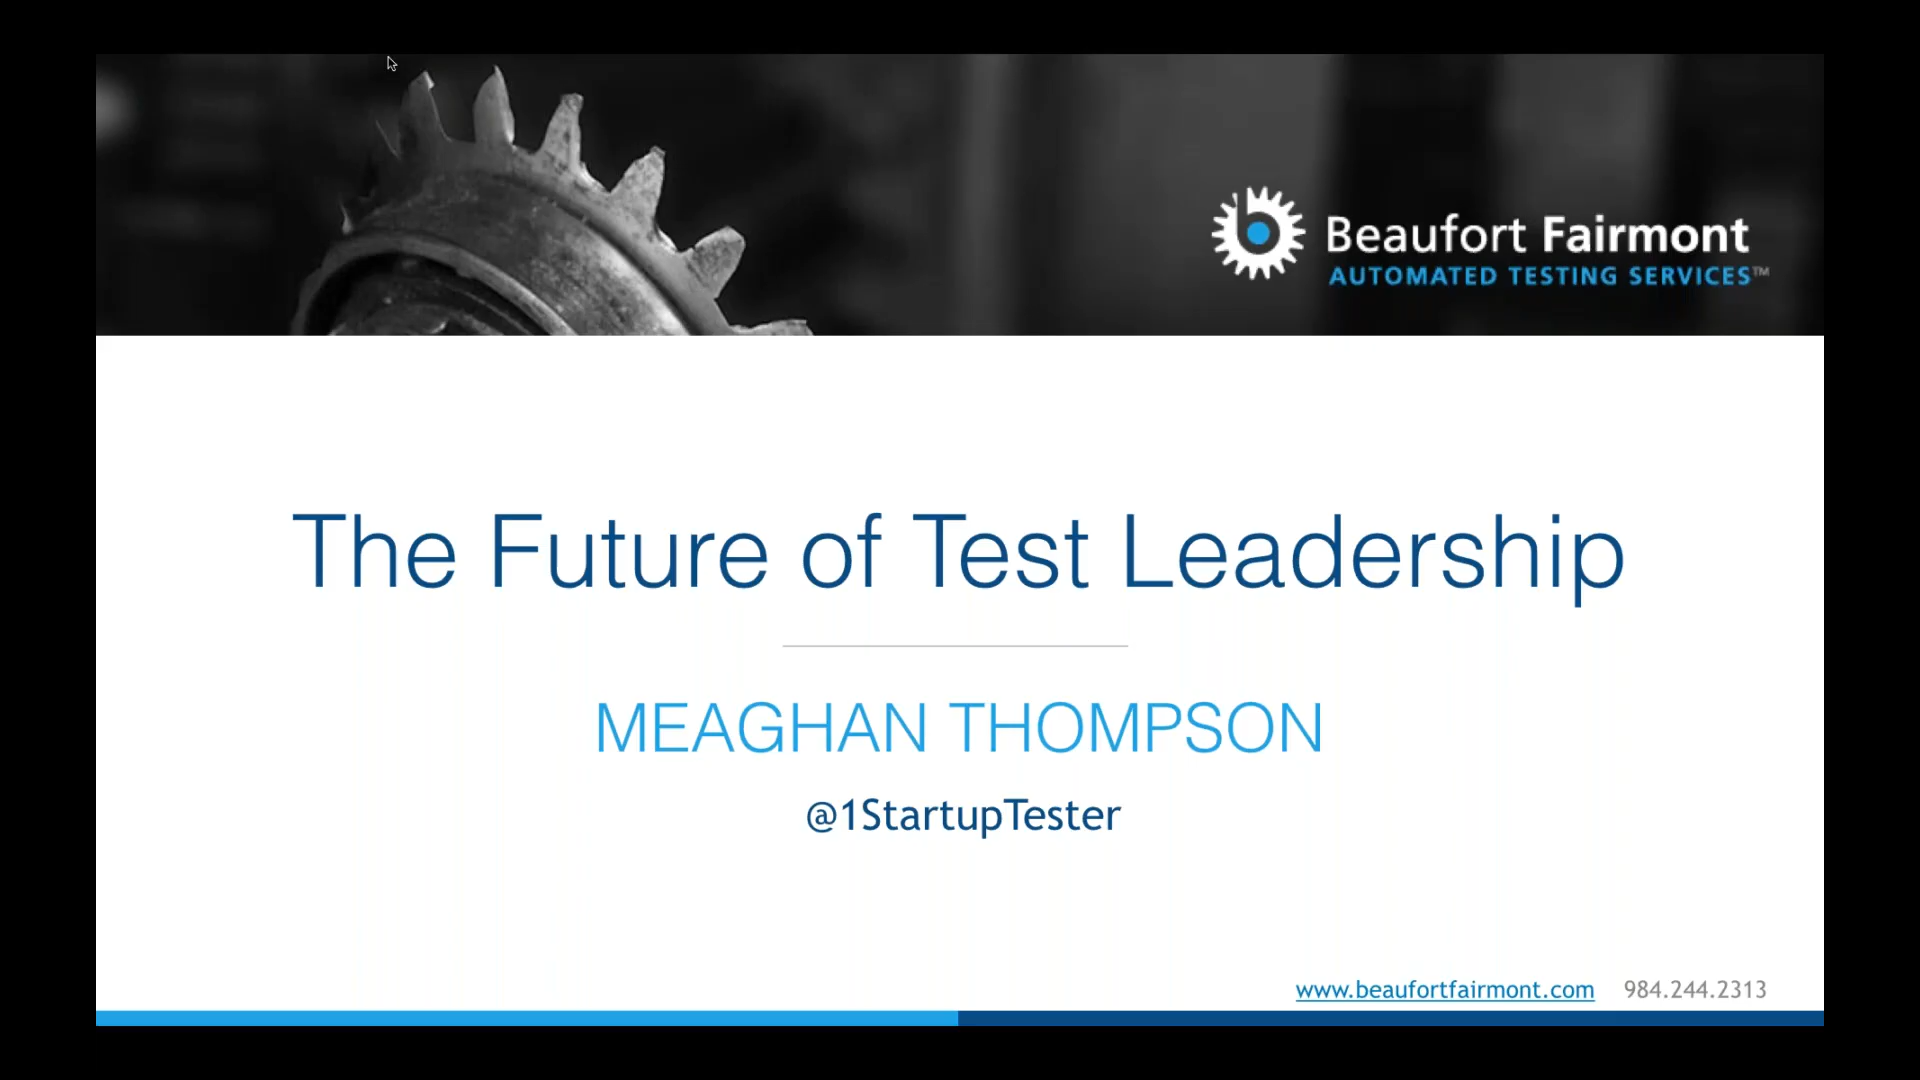 Beaufort Fairmont
AUTOMATED TESTING SERVICES™
The Future of Test Leadership
MEAGHAN THOMPSON
@1StartupTester
www.beaufortfairmont.com 984.244.2313